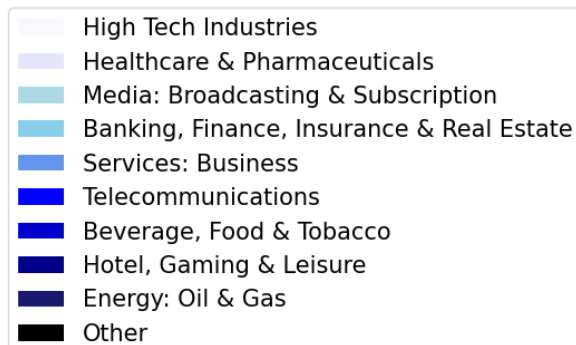 High Tech Industries
Healthcare & Pharmaceuticals
Media: Broadcasting & Subscription
Banking, Finance, Insurance & Real Estate
Services: Business
Telecommunications
Beverage, Food & Tobacco
Hotel, Gaming & Leisure
Energy: Oil & Gas
Other